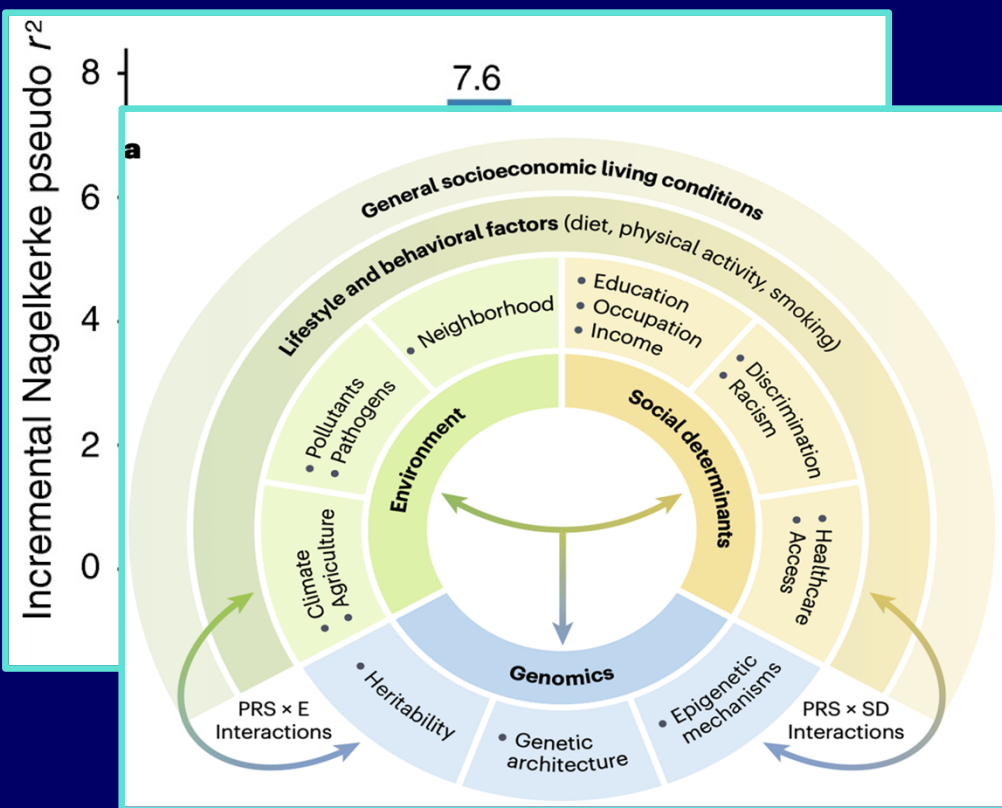 Incremental Nagelkerke pseudo r²
8
6
4
2
0
7.6
a
General socioeconomic living conditions
Lifestyle and behavioral factors (diet, physical activity, smoking)
• Neighborhood
• Education
• Occupation
• Income
• Pollutants
• Pathogens
• Discrimination
• Racism
Environment
Social determinants
• Climate
• Agriculture
• Healthcare
• Access
Genomics
• Heritability
• Genetic
architecture
• Epigenetic
mechanisms
PRS × E
Interactions
PRS × SD
Interactions